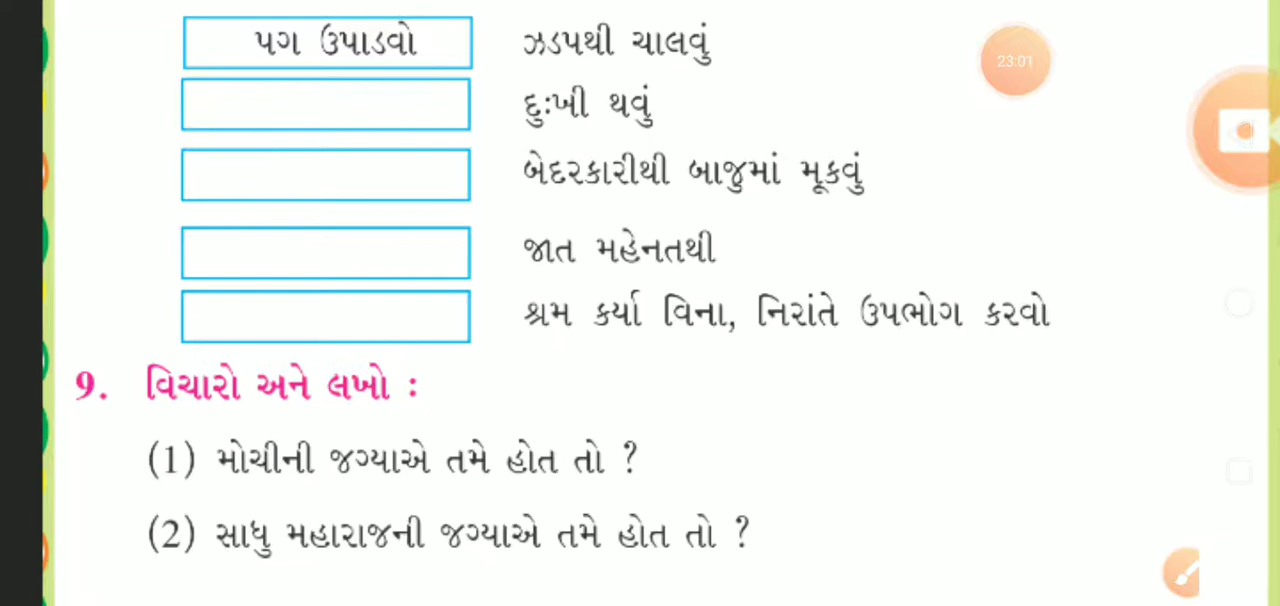 પગ ઉપાડવો ઝડપથી ચાલવું
23:01
દુઃખી થવું
બેદરકારીથી બાજુમાં મૂકવું
જાત મહેનતથી
શ્રમ કર્યા વિના, નિરાંતે ઉપભોગ કરવો
9. વિચારો અને લખો :
(1) મોચીની જગ્યાએ તમે હોત તો ?
(2) સાધુ મહારાજની જગ્યાએ તમે હોત તો ?